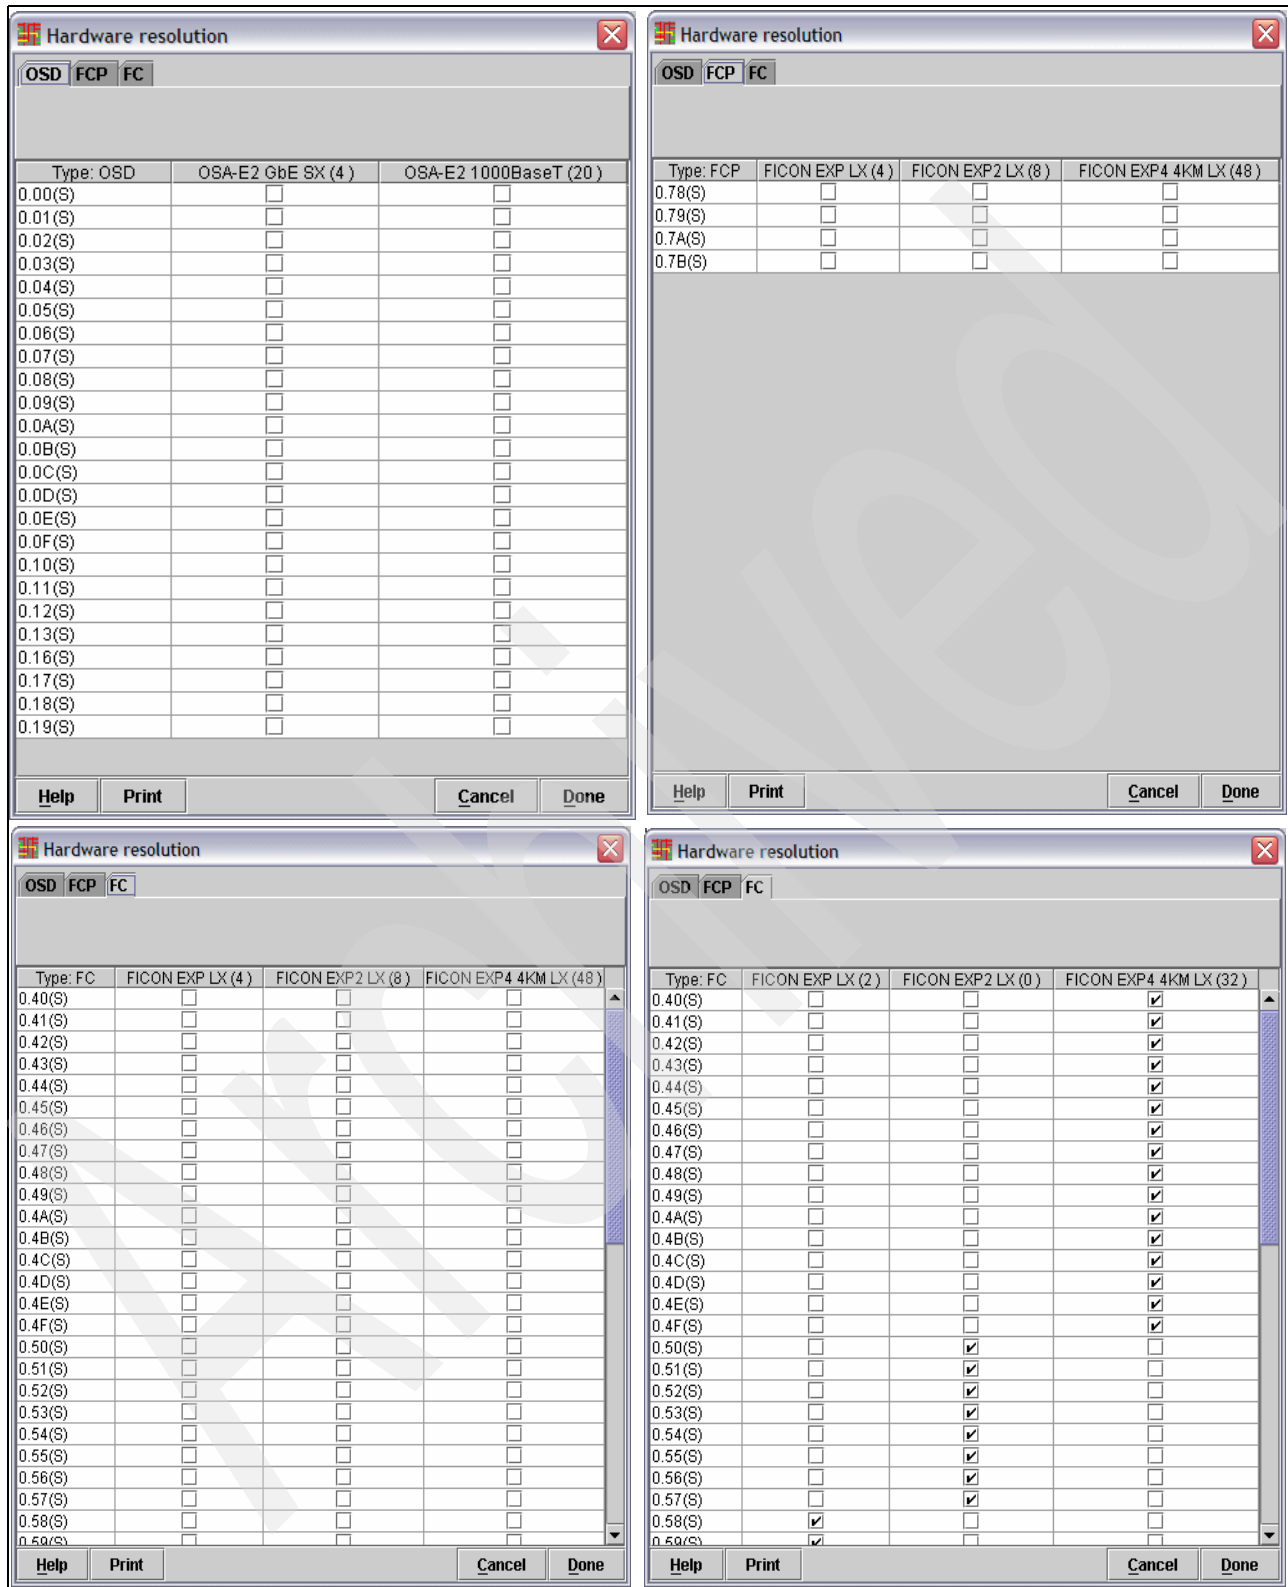 Hardware resolution
OSD FCP FC
Type: OSD OSA-E2 GbE SX (4) OSA-E2 1000BaseT (20)
0.00(S)
0.01(S)
0.02(S)
0.03(S)
0.04(S)
0.05(S)
0.06(S)
0.07(S)
0.08(S)
0.09(S)
0.0A(S)
0.0B(S)
0.0C(S)
0.0D(S)
0.0E(S)
0.0F(S)
0.10(S)
0.11(S)
0.12(S)
0.13(S)
0.16(S)
0.17(S)
0.18(S)
0.19(S)
Help Print Cancel Done
Hardware resolution
OSD FCP FC
Type: FCP FICON EXP LX (4) FICON EXP2 LX (8) FICON EXP4 4KM LX (48)
0.78(S)
0.79(S)
0.7A(S)
0.7B(S)
Help Print Cancel Done
Hardware resolution
OSD FCP FC
Type: FC FICON EXP LX (4) FICON EXP2 LX (8) FICON EXP4 4KM LX (48)
0.40(S)
0.41(S)
0.42(S)
0.43(S)
0.44(S)
0.45(S)
0.46(S)
0.47(S)
0.48(S)
0.49(S)
0.4A(S)
0.4B(S)
0.4C(S)
0.4D(S)
0.4E(S)
0.4F(S)
0.50(S)
0.51(S)
0.52(S)
0.53(S)
0.54(S)
0.55(S)
0.56(S)
0.57(S)
0.58(S)
0.59(S)
Help Print Cancel Done
Hardware resolution
OSD FCP FC
Type: FC FICON EXP LX (2) FICON EXP2 LX (0) FICON EXP4 4KM LX (32)
0.40(S)
0.41(S)
0.42(S)
0.43(S)
0.44(S)
0.45(S)
0.46(S)
0.47(S)
0.48(S)
0.49(S)
0.4A(S)
0.4B(S)
0.4C(S)
0.4D(S)
0.4E(S)
0.4F(S)
0.50(S)
0.51(S)
0.52(S)
0.53(S)
0.54(S)
0.55(S)
0.56(S)
0.57(S)
0.58(S)
0.59(S)
Help Print Cancel Done
Archived